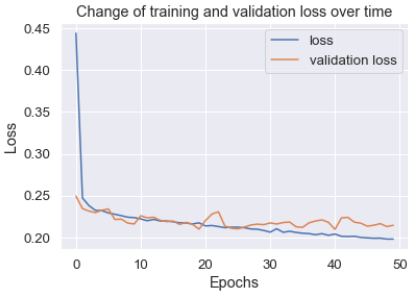 Change of training and validation loss over time
0.45
loss
validation loss
0.40
0.35
Loss
0.30
0.25
0.20
0
10
20
30
40
50
Epochs